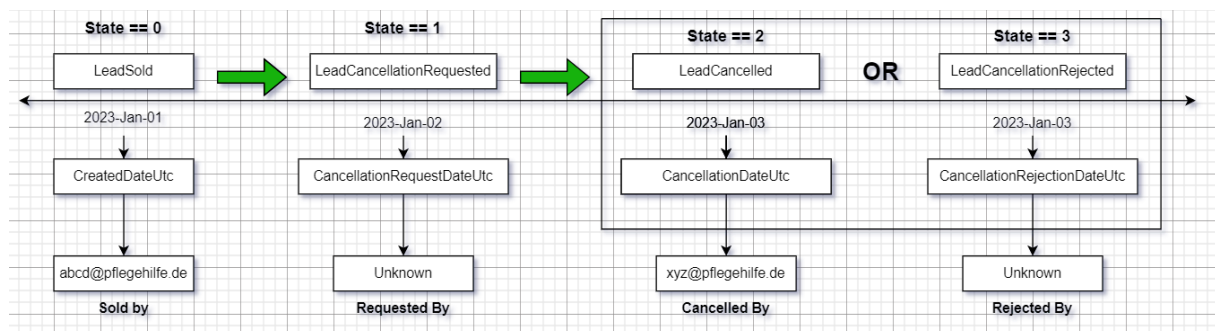 State == 0
State == 1
State == 2
State == 3
LeadSold
LeadCancellationRequested
LeadCancelled
OR
LeadCancellationRejected
2023-Jan-01
2023-Jan-02
2023-Jan-03
2023-Jan-03
CreatedDateUtc
CancellationRequestDateUtc
CancellationDateUtc
CancellationRejectionDateUtc
abcd@pflegehilfe.de
Unknown
xyz@pflegehilfe.de
Unknown
Sold by
Requested By
Cancelled By
Rejected By